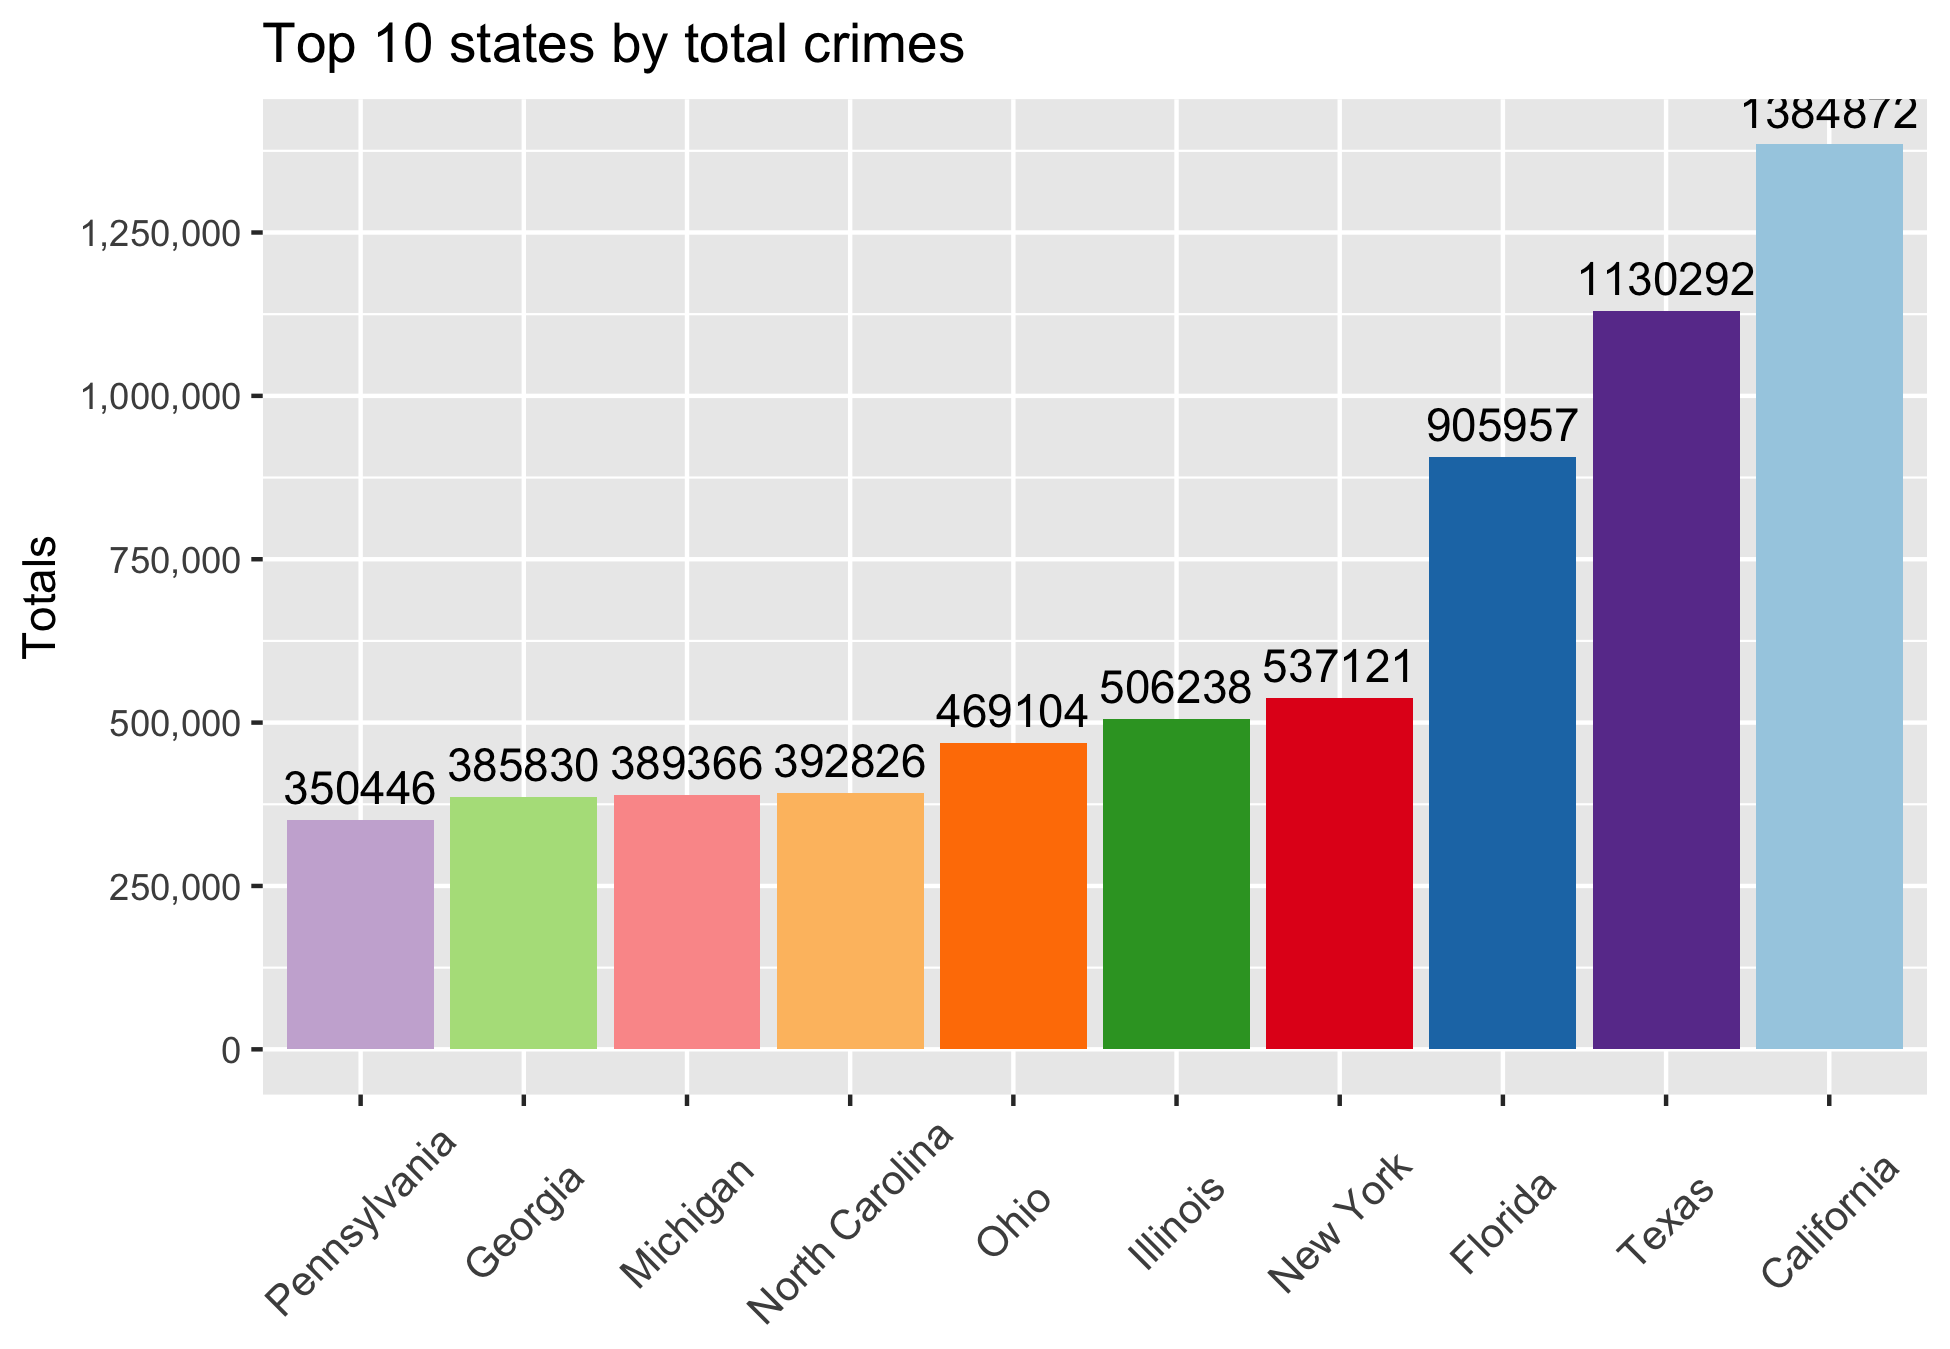 Top 10 states by total crimes
Totals
1,250,000
1,000,000
750,000
500,000
250,000
0
350446
385830
389366
392826
469104
506238
537121
905957
1130292
1384872
Pennsylvania
Georgia
Michigan
North Carolina
Ohio
Illinois
New York
Florida
Texas
California